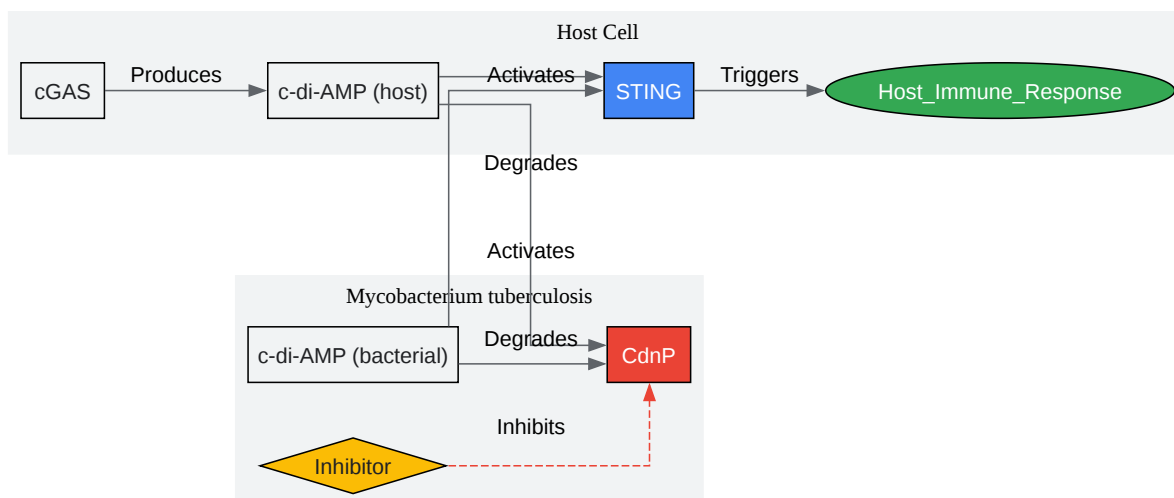 Host Cell
cGAS
Produces
c-di-AMP (host)
Activates
STING
Triggers
Host_Immune_Response
Degrades
Activates
Mycobacterium tuberculosis
c-di-AMP (bacterial)
Degrades
CdnP
Inhibits
Inhibitor